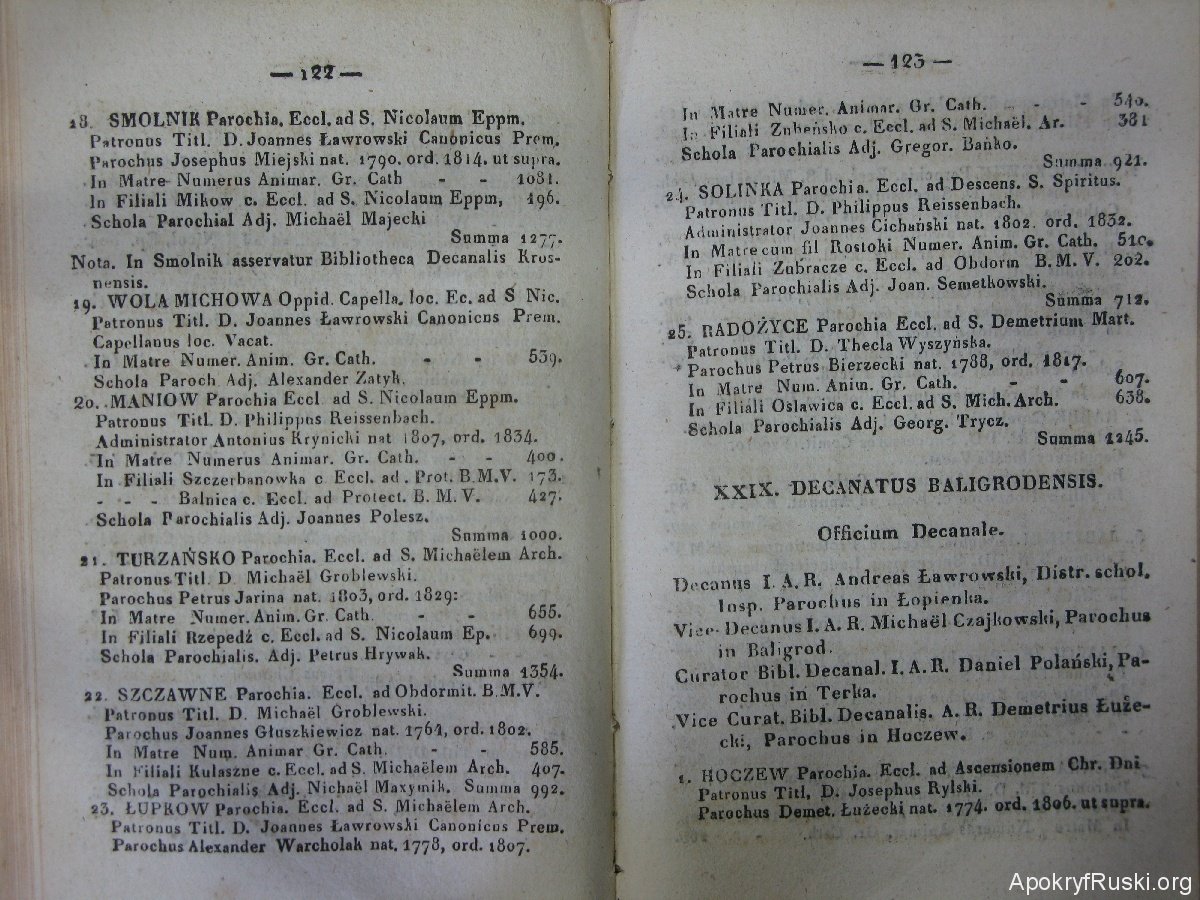 — 122 —
18. SMOLNIK Parochia. Eccl. ad S. Nicolaum Eppm.
Patronus Titl. D. Joannes Ławrowski Canonicus Prem.
Parochus Josephus Miejski nat. 1790. ord. 1814. ut supra.
In Matre Numerus Animar. Gr. Cath - - 1081.
In Filiali Mikow c. Eccl. ad S. Nicolaum Eppm, 196.
Schola Parochial Adj. Michaël Majecki
Summa 1277.
Nota. In Smolnik asservatur Bibliotheca Decanalis Kros-
nensis.
19. WOLA MICHOWA Oppid. Capella. loc. Ec. ad S Nic.
Patronus Titl. D. Joannes Ławrowski Canonicus Prem.
Capellanus loc. Vacat.
In Matre Numer. Anim. Gr. Cath. - - 539.
Schola Paroch Adj. Alexander Zatyk.
20. MANIOW Parochia Eccl. ad S. Nicolaum Eppm.
Patronus Titl. D. Philippus Reissenbach.
Administrator Antonius Krynicki nat 1807, ord. 1834.
In Matre Numerus Animar. Gr. Cath. - - 400.
In Filiali Szczerbanowka c Eccl. ad. Prot. B.M.V. 173.
- - - Balnica c. Eccl. ad Protect. B. M. V. 427.
Schola Parochialis Adj. Joannes Polesz.
Summa 1000.
21. TURZAŃSKO Parochia. Eccl. ad S. Michaëlem Arch.
Patronus Titl. D. Michaël Groblewski.
Parochus Petrus Jarina nat. 1803, ord. 1829:
In Matre Numer. Anim. Gr. Cath. - - 655.
In Filiali Rzepedź c. Eccl. ad S. Nicolaum Ep. 699.
Schola Parochialis. Adj. Petrus Hrywak.
Summa 1354.
22. SZCZAWNE Parochia. Eccl. ad Obdormit. B.M.V.
Patronus Titl. D. Michaël Groblewski.
Parochus Joannes Głuszkiewicz nat. 1764, ord. 1802.
In Matre Num. Animar Gr. Cath. - - 585.
In Filiali Kulaszne c. Eccl. ad S. Michaëlem Arch. 407.
Schola Parochialis Adj. Nichaël Maxymik. Summa 992.
23. ŁUPKOW Parochia. Eccl. ad S. Michaëlem Arch.
Patronus Titl. D. Joannes Ławrowski Canonicus Prem.
Parochus Alexander Warcholak nat. 1778, ord. 1807.
— 123 —
In Matre Numer. Animar. Gr. Cath. - - - 540.
In Filiali Zubeńsko c. Eccl. ad S. Michaël. Ar. 381
Schola Parochialis Adj. Gregor. Bańko.
Summa 921.
24. SOLINKA Parochia. Eccl. ad Descens. S. Spiritus.
Patronus Titl. D. Philippus Reissenbach.
Administrator Joannes Cichański nat. 1802. ord. 1832.
In Matre cum fil Rostoki Numer. Anim. Gr. Cath. 510.
In Filiali Zubracze c. Eccl. ad Obdorm B. M. V. 202.
Schola Parochialis Adj. Joan. Semetkowski.
Summa 712.
25. RADOŻYCE Parochia Eccl. ad S. Demetrium Mart.
Patronus Titl. D. Thecla Wyszyńska.
Parochus Petrus Bierzecki nat. 1788, ord. 1817.
In Matre Num. Anim. Gr. Cath. - - 607.
In Filiali Osławica c. Eccl. ad S. Mich. Arch. 638.
Schola Parochialis Adj. Georg. Trycz.
Summa 1245.
XXIX. DECANATUS BALIGRODENSIS.
Officium Decanale.
Decanus I. A. R. Andreas Ławrowski, Distr. schol.
Insp. Parochus in Łopienka.
Vice-Decanus I. A. R. Michaël Czajkowski, Parochus
in Baligrod.
Curator Bibl. Decanal. I. A. R. Daniel Polański, Pa-
rochus in Terka.
Vice Curat. Bibl. Decanalis. A. R. Demetrius Łuże-
cki, Parochus in Hoczew.
1. HOCZEW Parochia. Eccl. ad Ascensionem Chr. Dni
Patronus Titl, D. Josephus Rylski.
Parochus Demet. Łużecki nat. 1774. ord. 1806. ut supra.
ApokryfRuski.org